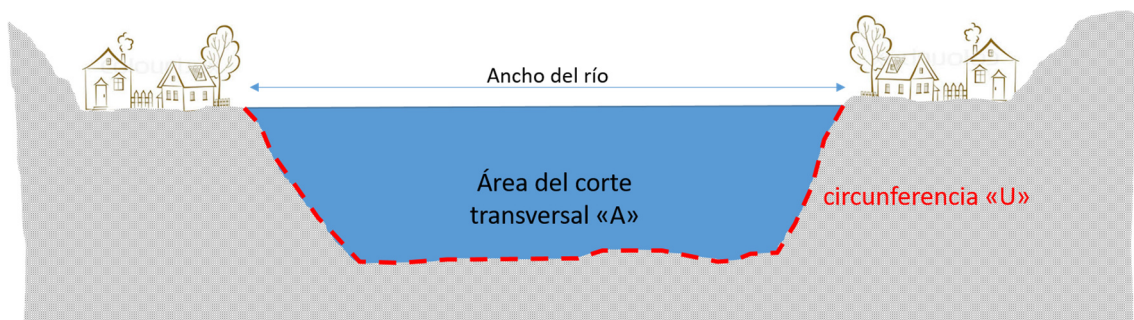 Ancho del río
Área del corte
transversal «A»
circunferencia «U»